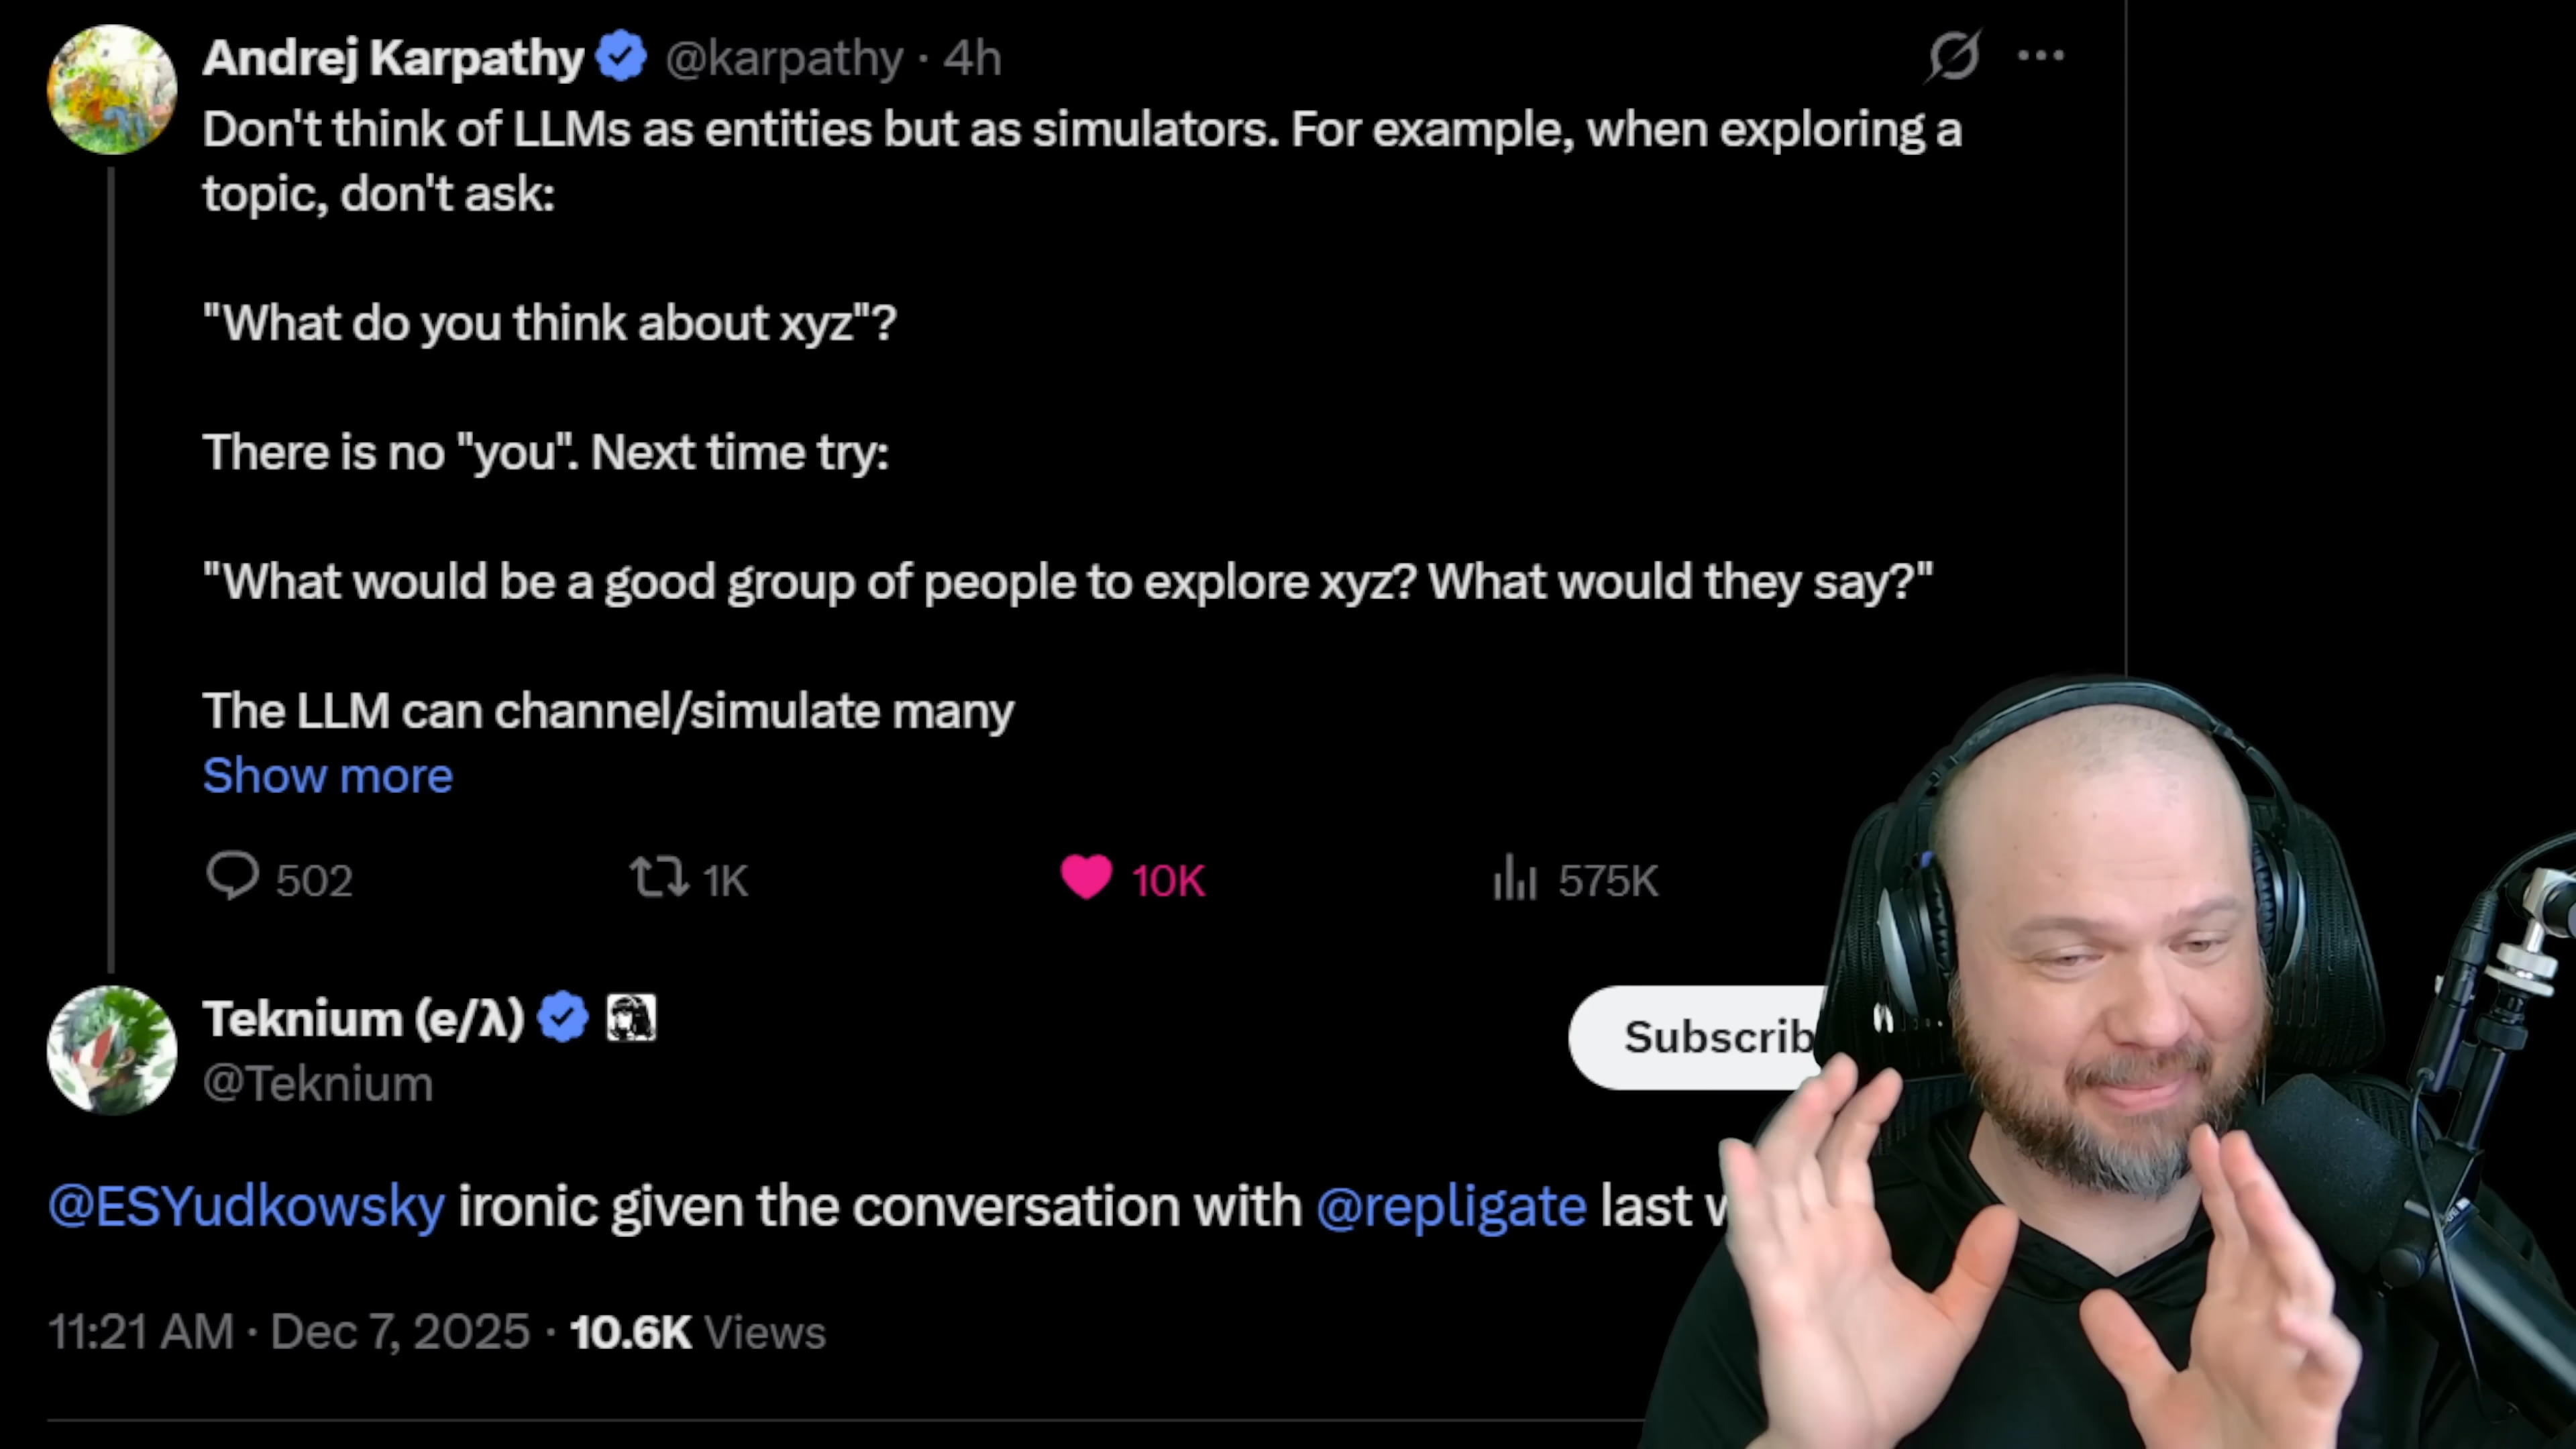 Andrej Karpathy @karpathy · 4h
Don't think of LLMs as entities but as simulators. For example, when exploring a
topic, don't ask:
"What do you think about xyz"?
There is no "you". Next time try:
"What would be a good group of people to explore xyz? What would they say?"
The LLM can channel/simulate many
Show more
502 1K 10K 575K
Teknium (e/λ)
@Teknium
Subscrib
@ESYudkowsky ironic given the conversation with @repligate last
11:21 AM · Dec 7, 2025 · 10.6K Views